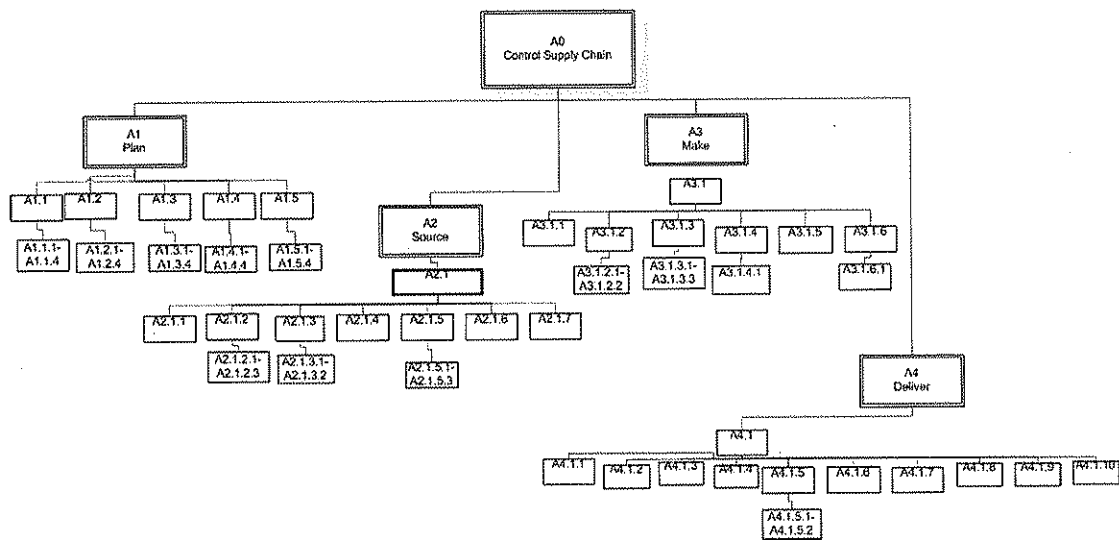 A0
Control Supply Chain
A1
Plan
A3
Make
A1.1
A1.2
A1.3
A1.4
A1.5
A1.1.1-
A1.1.4
A1.2.1-
A1.2.4
A1.3.1-
A1.3.4
A1.4.1-
A1.4.4
A1.5.1-
A1.5.4
A2
Source
A2.1
A3.1
A3.1.1
A3.1.2
A3.1.3
A3.1.4
A3.1.5
A3.1.6
A3.1.2.1-
A3.1.2.2
A3.1.3.1-
A3.1.3.3
A3.1.4.1
A3.1.6.1
A2.1.1
A2.1.2
A2.1.3
A2.1.4
A2.1.5
A2.1.6
A2.1.7
A2.1.2.1-
A2.1.2.3
A2.1.3.1-
A2.1.3.2
A2.1.5.1-
A2.1.5.3
A4
Deliver
A4.1
A4.1.1
A4.1.2
A4.1.3
A4.1.4
A4.1.5
A4.1.6
A4.1.7
A4.1.8
A4.1.9
A4.1.10
A4.1.5.1-
A4.1.5.2